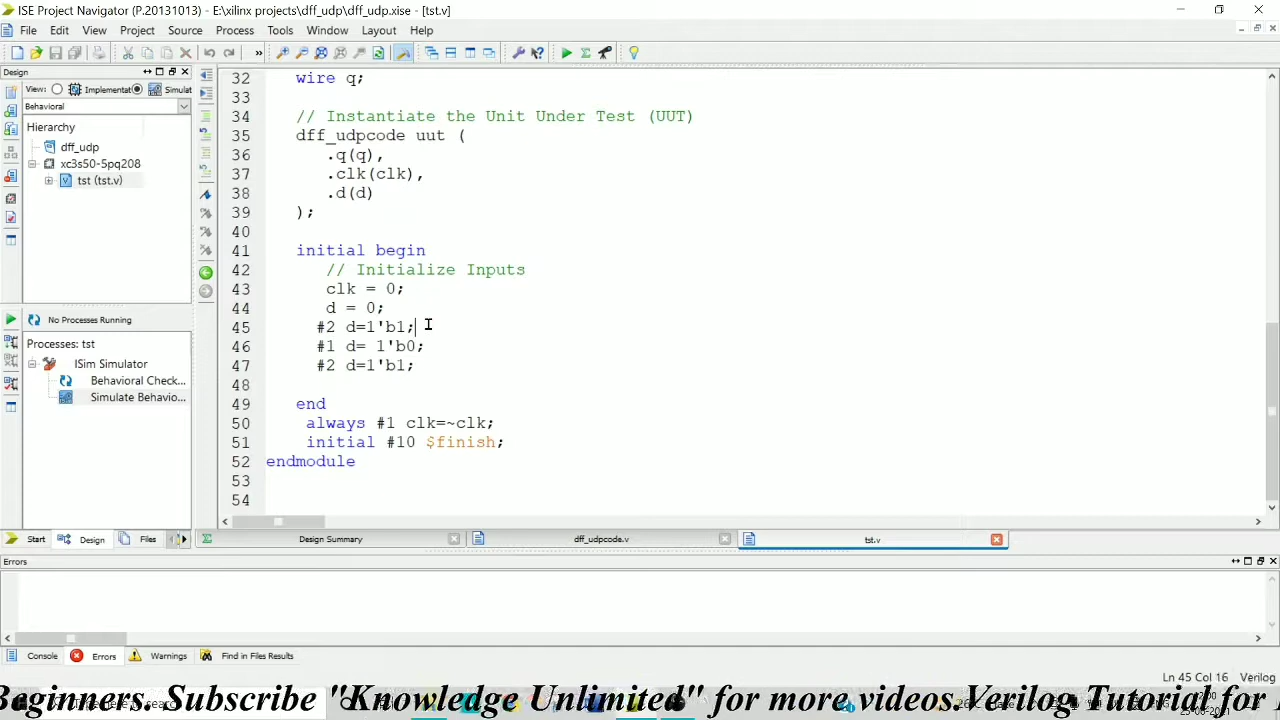 ISE Project Navigator (P.20131013) - E:\xilinx projects\dff_udp\dff_udp.xise - [tst.v]
File Edit View Project Source Process Tools Window Layout Help
Design
View: Implementat Simulat
Behavioral
Hierarchy
dff_udp
xc3s50-5pq208
tst (tst.v)
No Processes Running
Processes: tst
ISim Simulator
Behavioral Check...
Simulate Behavio...
Start Design Files
32 wire q;
33
34 // Instantiate the Unit Under Test (UUT)
35 dff_udpcode uut (
36 .q(q),
37 .clk(clk),
38 .d(d)
39 );
40
41 initial begin
42 // Initialize Inputs
43 clk = 0;
44 d = 0;
45 #2 d=1'b1;
46 #1 d= 1'b0;
47 #2 d=1'b1;
48
49 end
50 always #1 clk=~clk;
51 initial #10 $finish;
52 endmodule
53
54
Design Summary dff_udpcode.v tst.v
Errors
Console Errors Warnings Find in Files Results
Ln 45 Col 16 Verilog
Beginners. Subscribe "Knowledge Unlimited" for more videos.Verilog Tutorial for